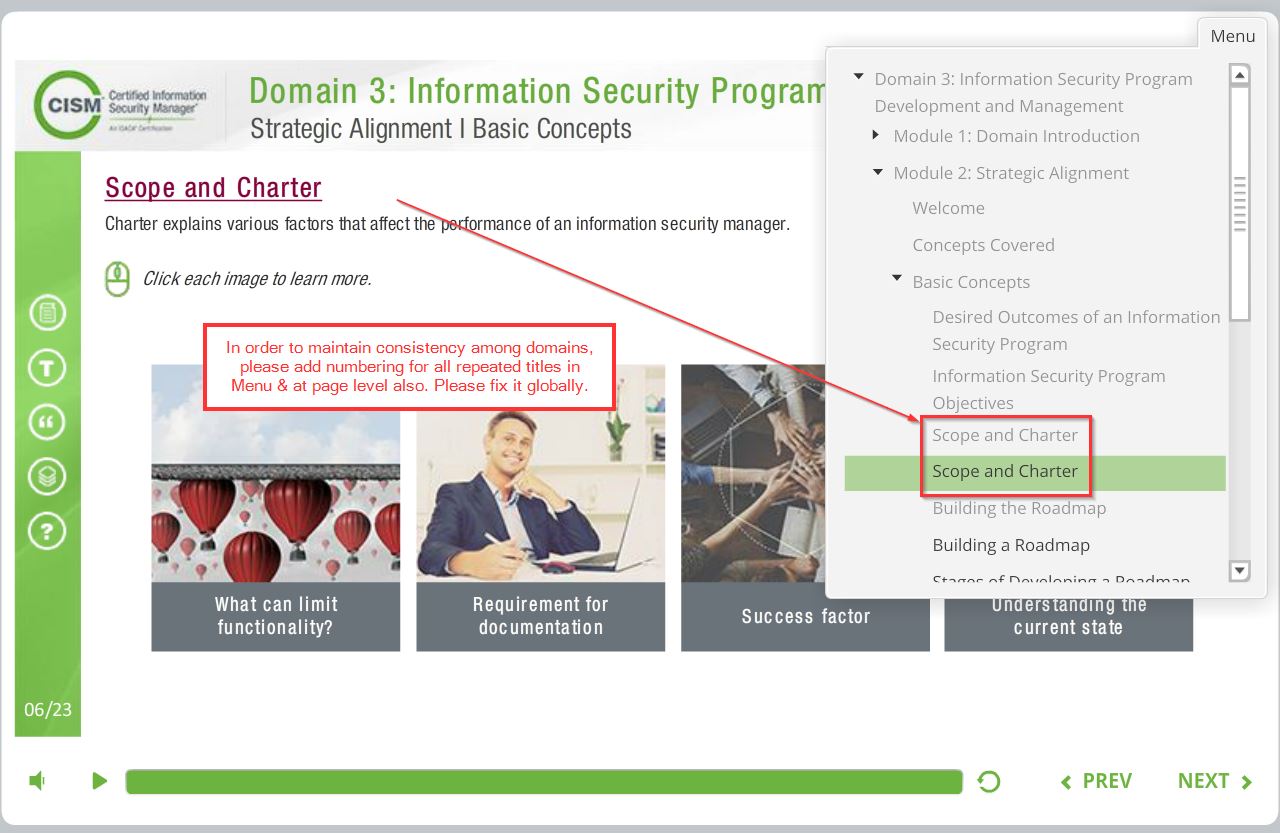 Menu
CISM
Certified Information
Security Manager
An ISACA Certification
Domain 3: Information Security Program
Strategic Alignment I Basic Concepts
Scope and Charter
Charter explains various factors that affect the performance of an information security manager.
Click each image to learn more.
In order to maintain consistency among domains,
please add numbering for all repeated titles in
Menu & at page level also. Please fix it globally.
What can limit
functionality?
Requirement for
documentation
Success factor
Understanding the
current state
Domain 3: Information Security Program
Development and Management
Module 1: Domain Introduction
Module 2: Strategic Alignment
Welcome
Concepts Covered
Basic Concepts
Desired Outcomes of an Information
Security Program
Information Security Program
Objectives
Scope and Charter
Scope and Charter
Building the Roadmap
Building a Roadmap
Stages of Developing a Roadmap
T
?
06/23
PREV
NEXT